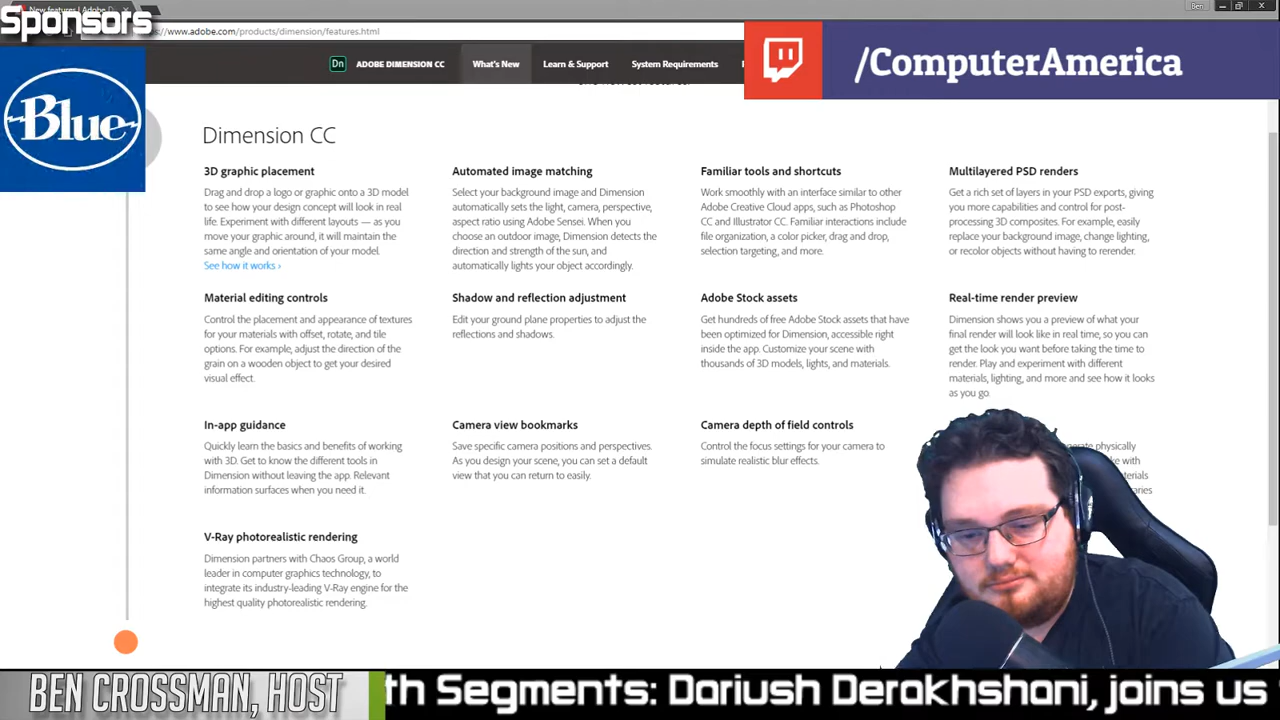 New features | Adobe D
Ben
Sponsors
www.adobe.com/products/dimension/features.html
Dn ADOBE DIMENSION CC What's New Learn & Support System Requirements
/ComputerAmerica
Blue
Dimension CC
3D graphic placement
Drag and drop a logo or graphic onto a 3D model
to see how your design concept will look in real
life. Experiment with different layouts — as you
move your graphic around, it will maintain the
same angle and orientation of your model.
See how it works ›
Automated image matching
Select your background image and Dimension
automatically sets the light, camera, perspective,
aspect ratio using Adobe Sensei. When you
choose an outdoor image, Dimension detects the
direction and strength of the sun, and
automatically lights your object accordingly.
Familiar tools and shortcuts
Work smoothly with an interface similar to other
Adobe Creative Cloud apps, such as Photoshop
CC and Illustrator CC. Familiar interactions include
file organization, a color picker, drag and drop,
selection targeting, and more.
Multilayered PSD renders
Get a rich set of layers in your PSD exports, giving
you more capabilities and control for post-
processing 3D composites. For example, easily
replace your background image, change lighting,
or recolor objects without having to rerender.
Material editing controls
Control the placement and appearance of textures
for your materials with offset, rotate, and tile
options. For example, adjust the direction of the
grain on a wooden object to get your desired
visual effect.
Shadow and reflection adjustment
Edit your ground plane properties to adjust the
reflections and shadows.
Adobe Stock assets
Get hundreds of free Adobe Stock assets that have
been optimized for Dimension, accessible right
inside the app. Customize your scene with
thousands of 3D models, lights, and materials.
Real-time render preview
Dimension shows you a preview of what your
final render will look like in real time, so you can
get the look you want before taking the time to
render. Play and experiment with different
materials, lighting, and more and see how it looks
as you go.
In-app guidance
Quickly learn the basics and benefits of working
with 3D. Get to know the different tools in
Dimension without leaving the app. Relevant
information surfaces when you need it.
Camera view bookmarks
Save specific camera positions and perspectives.
As you design your scene, you can set a default
view that you can return to easily.
Camera depth of field controls
Control the focus settings for your camera to
simulate realistic blur effects.
physically
with
V-Ray photorealistic rendering
Dimension partners with Chaos Group, a world
leader in computer graphics technology, to
integrate its industry-leading V-Ray engine for the
highest quality photorealistic rendering.
BEN CROSSMAN, HOST
th Segments: Dariush Derakhshani, joins us